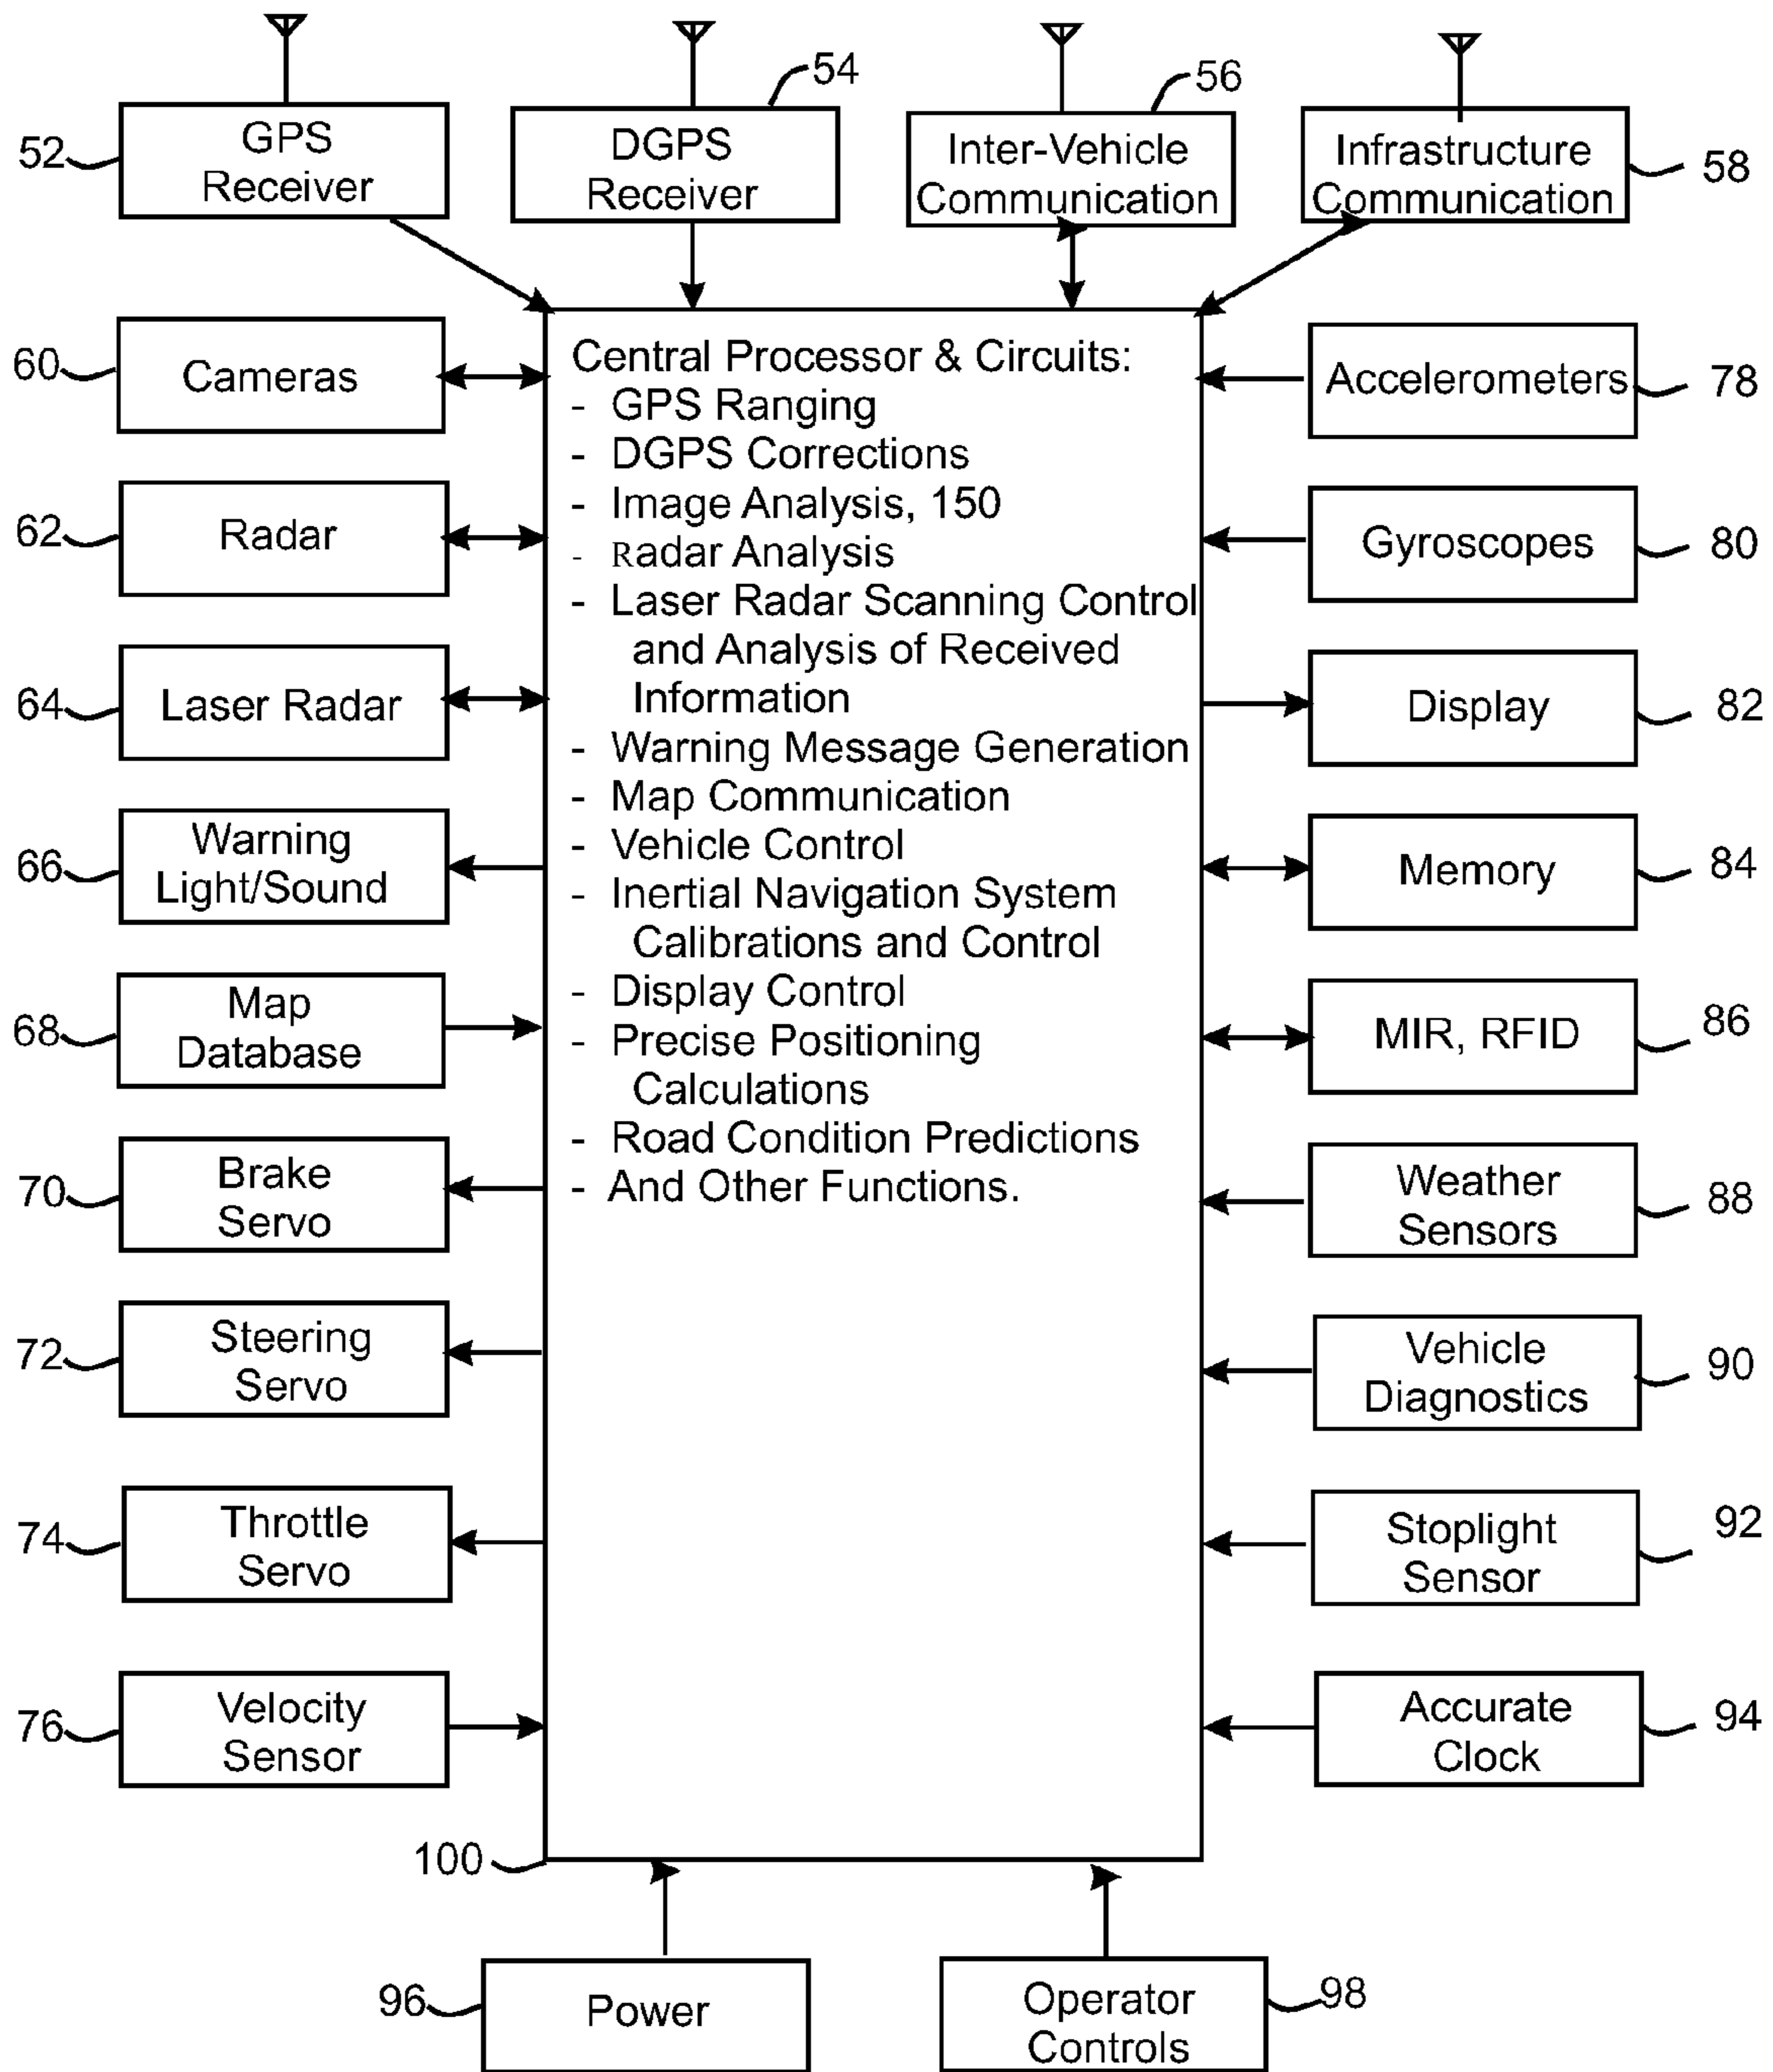 54
56
52
GPS
Receiver
DGPS
Receiver
Inter-Vehicle
Communication
Infrastructure
Communication
58
60
Cameras
62
Radar
64
Laser Radar
66
Warning
Light/Sound
68
Map
Database
70
Brake
Servo
72
Steering
Servo
74
Throttle
Servo
76
Velocity
Sensor
Central Processor & Circuits:
- GPS Ranging
- DGPS Corrections
- Image Analysis, 150
- Radar Analysis
- Laser Radar Scanning Control
and Analysis of Received
Information
- Warning Message Generation
- Map Communication
- Vehicle Control
- Inertial Navigation System
Calibrations and Control
- Display Control
- Precise Positioning
Calculations
- Road Condition Predictions
- And Other Functions.
100
Accelerometers
78
Gyroscopes
80
Display
82
Memory
84
MIR, RFID
86
Weather
Sensors
88
Vehicle
Diagnostics
90
Stoplight
Sensor
92
Accurate
Clock
94
96
Power
Operator
Controls
98